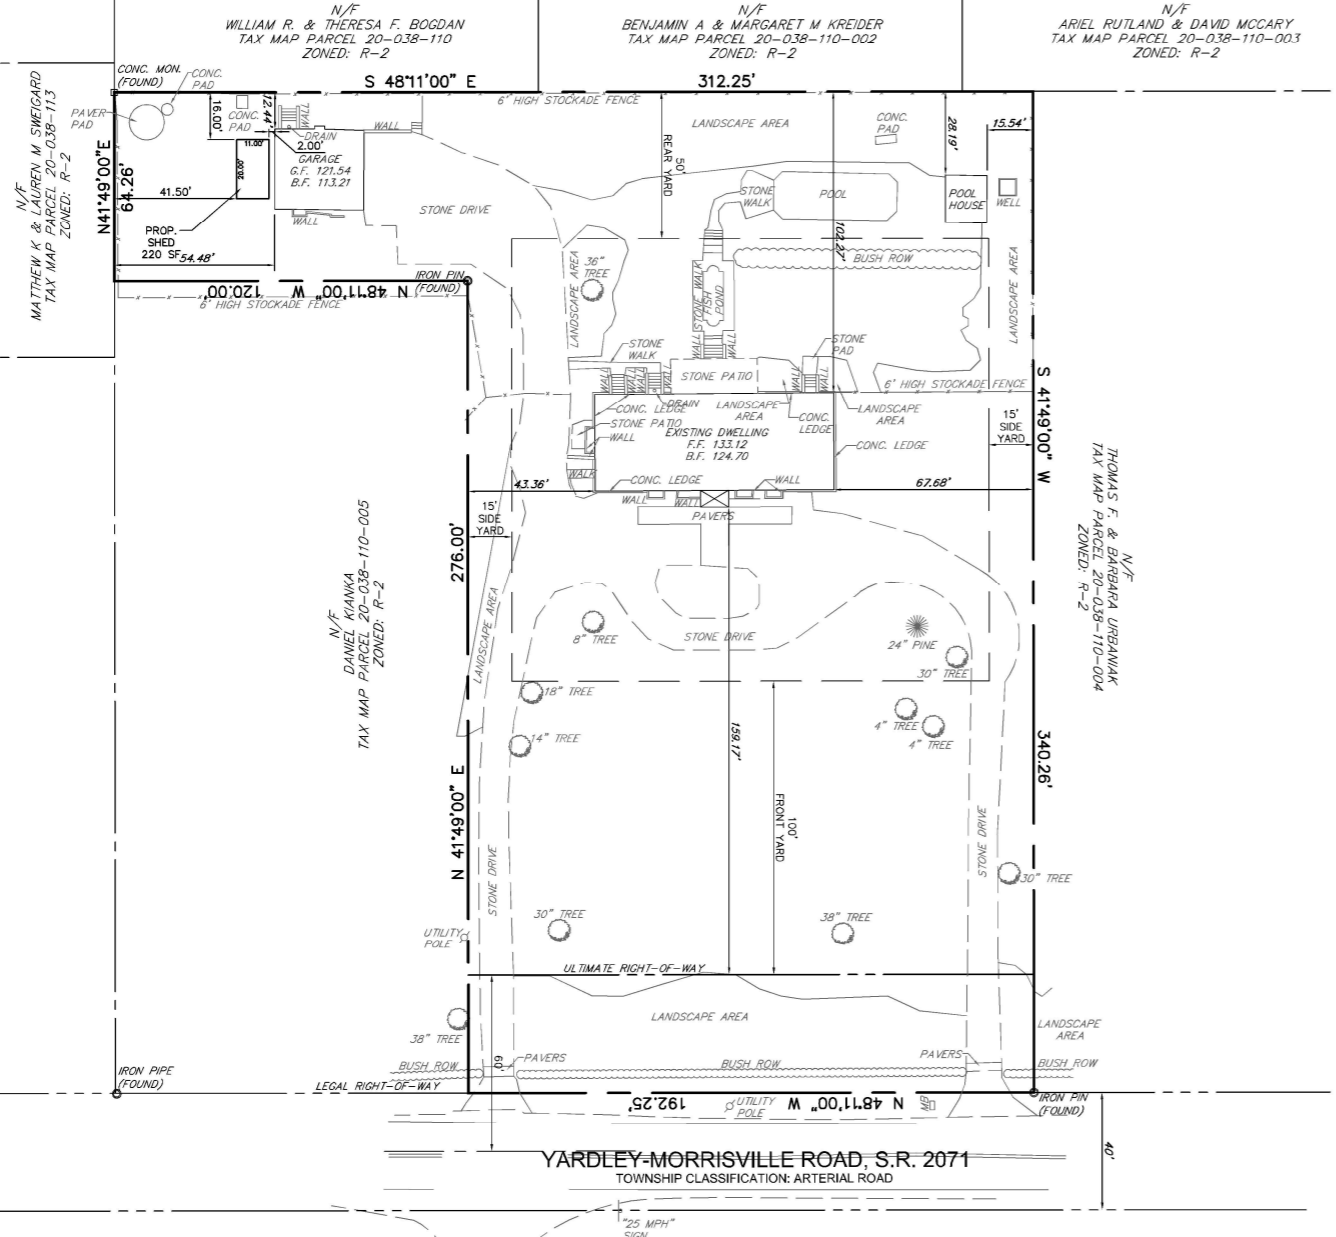 N/F
WILLIAM R. & THERESA F. BOGDAN
TAX MAP PARCEL 20-038-110
ZONED: R-2
N/F
BENJAMIN A & MARGARET M KREIDER
TAX MAP PARCEL 20-038-110-002
ZONED: R-2
N/F
ARIEL RUTLAND & DAVID MCCARY
TAX MAP PARCEL 20-038-110-003
ZONED: R-2
N/F
MATTHEW K & LAUREN M SWEIGARD
TAX MAP PARCEL 20-038-113
ZONED: R-2
CONC. MON.
(FOUND)
CONC.
PAD
PAVER
PAD
S 48°11'00" E
312.25'
6' HIGH STOCKADE FENCE
16.00'
CONC.
PAD
12.44'
WALL
WALL
DRAIN
2.00'
11.00'
20.00'
GARAGE
G.F. 121.54
B.F. 113.21
WALL
N41°49'00"E
64.26'
41.50'
PROP.
SHED
220 SF
54.48'
IRON PIN
(FOUND)
N 48°11'00" W
120.00'
6' HIGH STOCKADE FENCE
STONE DRIVE
LANDSCAPE AREA
50'
REAR YARD
CONC.
PAD
28.19'
15.54'
STONE
WALK
POOL
POOL
HOUSE
WELL
102.27'
BUSH ROW
LANDSCAPE AREA
LANDSCAPE AREA
36"
TREE
STONE WALK
FISH
POND
WALL
WALL
STONE
WALK
STONE
PAD
WALL
WALL
WALL
WALL
STONE PATIO
WALL
WALL
6' HIGH STOCKADE FENCE
DRAIN
CONC. LEDGE
LANDSCAPE
AREA
CONC.
LEDGE
LANDSCAPE
AREA
STONE PATIO
WALL
EXISTING DWELLING
F.F. 133.12
B.F. 124.70
CONC. LEDGE
15'
SIDE
YARD
S 41°49'00" W
WALK
CONC. LEDGE
WALL
43.36'
67.68'
WALL
WALL
PAVERS
15'
SIDE
YARD
N/F
THOMAS F. & BARBARA URBANIAK
TAX MAP PARCEL 20-038-110-004
ZONED: R-2
N/F
DANIEL KIANKA
TAX MAP PARCEL 20-038-110-005
ZONED: R-2
276.00'
LANDSCAPE AREA
8" TREE
STONE DRIVE
24" PINE
30" TREE
18" TREE
14" TREE
4" TREE
4" TREE
159.17'
340.26'
100'
FRONT YARD
N 41°49'00" E
STONE DRIVE
STONE DRIVE
30" TREE
30" TREE
38" TREE
UTILITY
POLE
ULTIMATE RIGHT-OF-WAY
LANDSCAPE AREA
LANDSCAPE
AREA
38" TREE
60'
PAVERS
PAVERS
BUSH ROW
BUSH ROW
BUSH ROW
IRON PIPE
(FOUND)
LEGAL RIGHT-OF-WAY
N 48°11'00" W
192.25'
UTILITY
POLE
MB
IRON PIN
(FOUND)
40'
YARDLEY-MORRISVILLE ROAD, S.R. 2071
TOWNSHIP CLASSIFICATION: ARTERIAL ROAD
"25 MPH"
SIGN